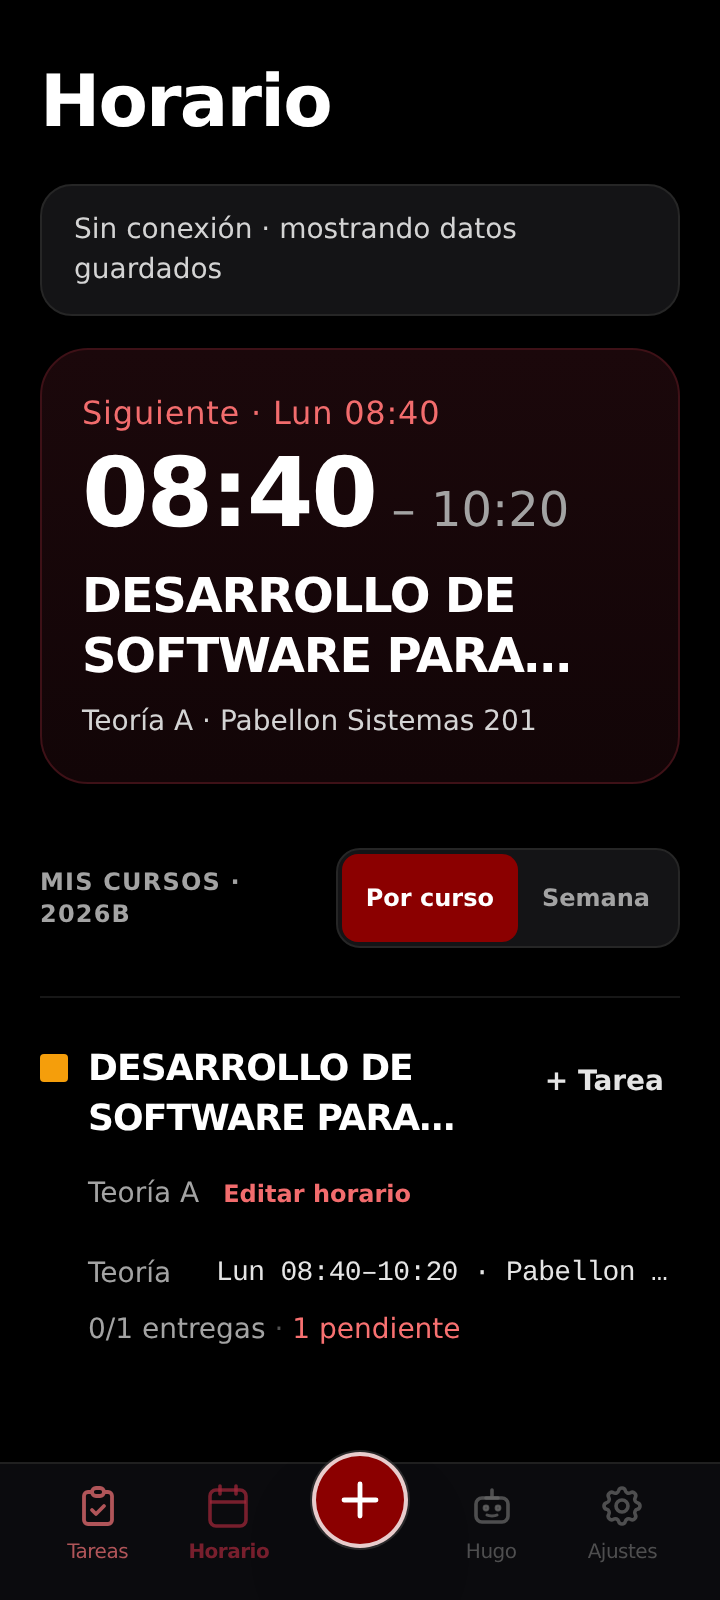 Horario
Sin conexión · mostrando datos
guardados
Siguiente · Lun 08:40
08:40 – 10:20
DESARROLLO DE
SOFTWARE PARA…
Teoría A · Pabellon Sistemas 201
MIS CURSOS ·
2026B
Por curso
Semana
DESARROLLO DE
SOFTWARE PARA…
+ Tarea
Teoría A Editar horario
Teoría Lun 08:40–10:20 · Pabellon …
0/1 entregas · 1 pendiente
Tareas
Horario
Hugo
Ajustes